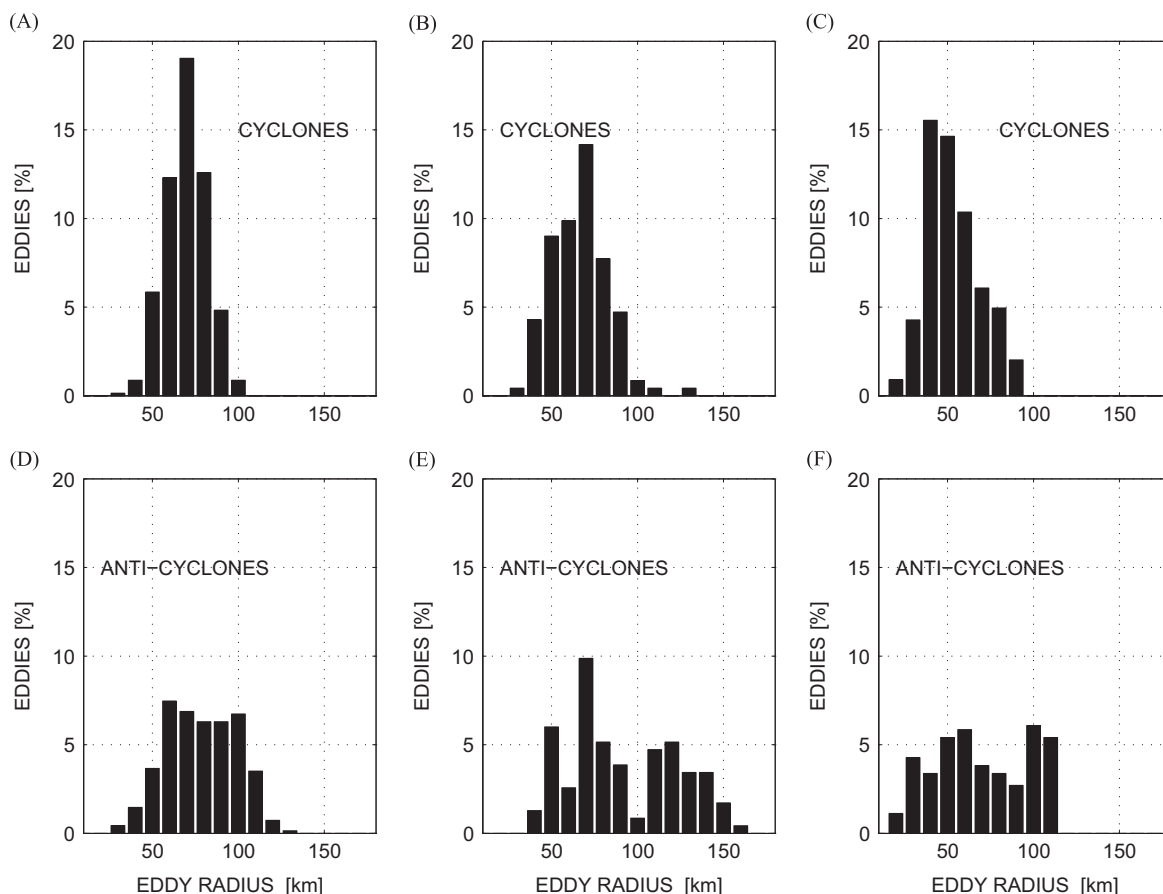 (A)
20
15
10
5
0
EDDIES [%]
CYCLONES
50 100 150
(B)
20
15
10
5
0
EDDIES [%]
CYCLONES
50 100 150
(C)
20
15
10
5
0
EDDIES [%]
CYCLONES
50 100 150
(D)
20
15
10
5
0
EDDIES [%]
ANTI−CYCLONES
50 100 150
EDDY RADIUS [km]
(E)
20
15
10
5
0
EDDIES [%]
ANTI−CYCLONES
50 100 150
EDDY RADIUS [km]
(F)
20
15
10
5
0
EDDIES [%]
ANTI−CYCLONES
50 100 150
EDDY RADIUS [km]